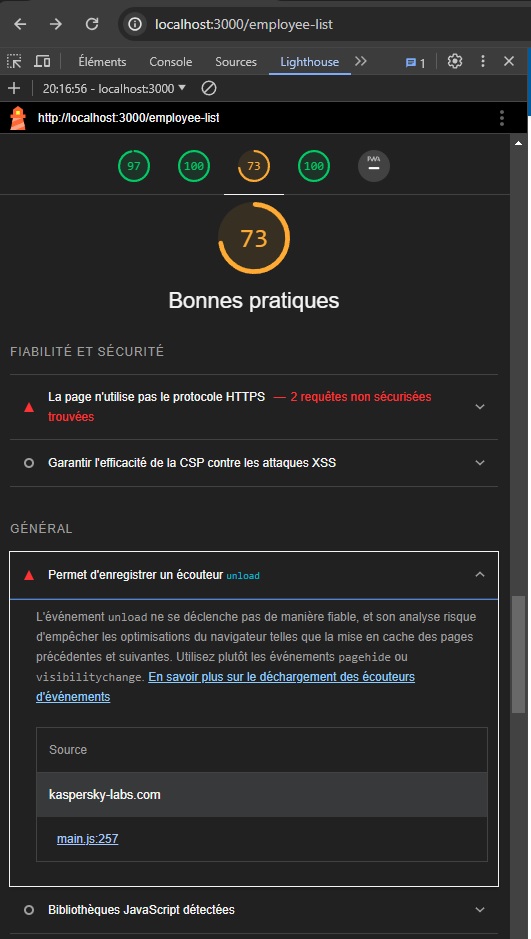 localhost:3000/employee-list
Éléments Console Sources Lighthouse 1
20:16:56 - localhost:3000
http://localhost:3000/employee-list
97 100 73 100 PWA
73
Bonnes pratiques
FIABILITÉ ET SÉCURITÉ
La page n'utilise pas le protocole HTTPS — 2 requêtes non sécurisées
trouvées
Garantir l'efficacité de la CSP contre les attaques XSS
GÉNÉRAL
Permet d'enregistrer un écouteur unload
L'événement unload ne se déclenche pas de manière fiable, et son analyse risque
d'empêcher les optimisations du navigateur telles que la mise en cache des pages
précédentes et suivantes. Utilisez plutôt les événements pagehide ou
visibilitychange. En savoir plus sur le déchargement des écouteurs
d'événements
Source
kaspersky-labs.com
main.js:257
Bibliothèques JavaScript détectées